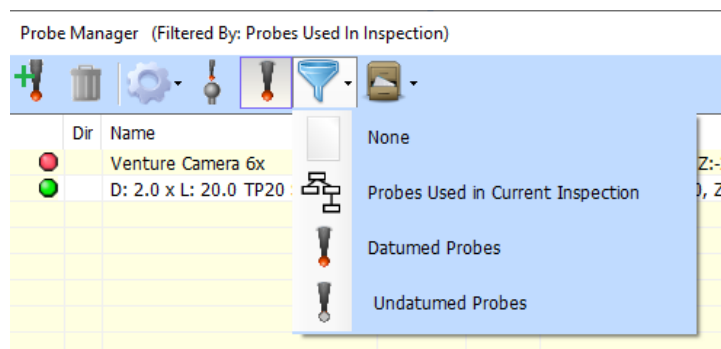 Probe Manager (Filtered By: Probes Used In Inspection)
Dir Name
Venture Camera 6x Z:-
D: 2.0 x L: 20.0 TP20 Z
None
Probes Used in Current Inspection
Datumed Probes
Undatumed Probes